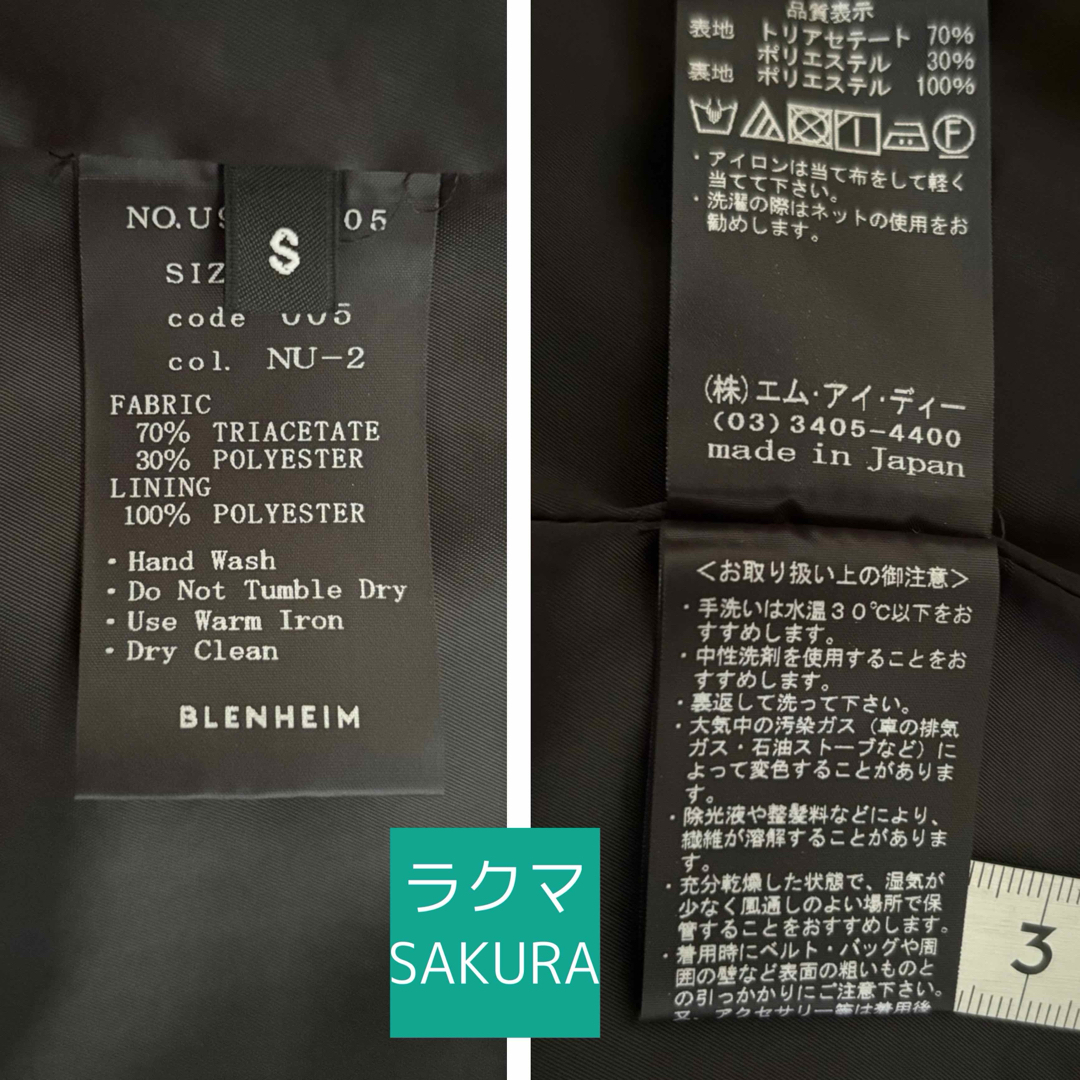 NO.US
05
S
SIZ
code 005
col. NU-2
FABRIC
70% TRIACETATE
30% POLYESTER
LINING
100% POLYESTER
・Hand Wash
・Do Not Tumble Dry
・Use Warm Iron
・Dry Clean
BLENHEIM
品質表示
表地 トリアセテート 70%
ポリエステル 30%
裏地 ポリエステル 100%
F
・アイロンは当て布をして軽く
当てて下さい。
・洗濯の際はネットの使用をお
勧めします。
(株)エム・アイ・ディー
(03)3405-4400
made in Japan
<お取り扱い上の御注意>
・手洗いは水温30℃以下をお
すすめします。
・中性洗剤を使用することをお
すすめします。
・裏返して洗って下さい。
・大気中の汚染ガス(車の排気
ガス・石油ストーブなど)に
よって変色することがありま
す。
・除光液や整髪料などにより、
繊維が溶解することがありま
す。
・充分乾燥した状態で、湿気が
少なく風通しのよい場所で保
管することをおすすめします。
・着用時にベルト・バッグや周
囲の壁など表面の粗いものと
の引っかかりにご注意下さい。
又、アクセサリー等は着用後
3
ラクマ
SAKURA